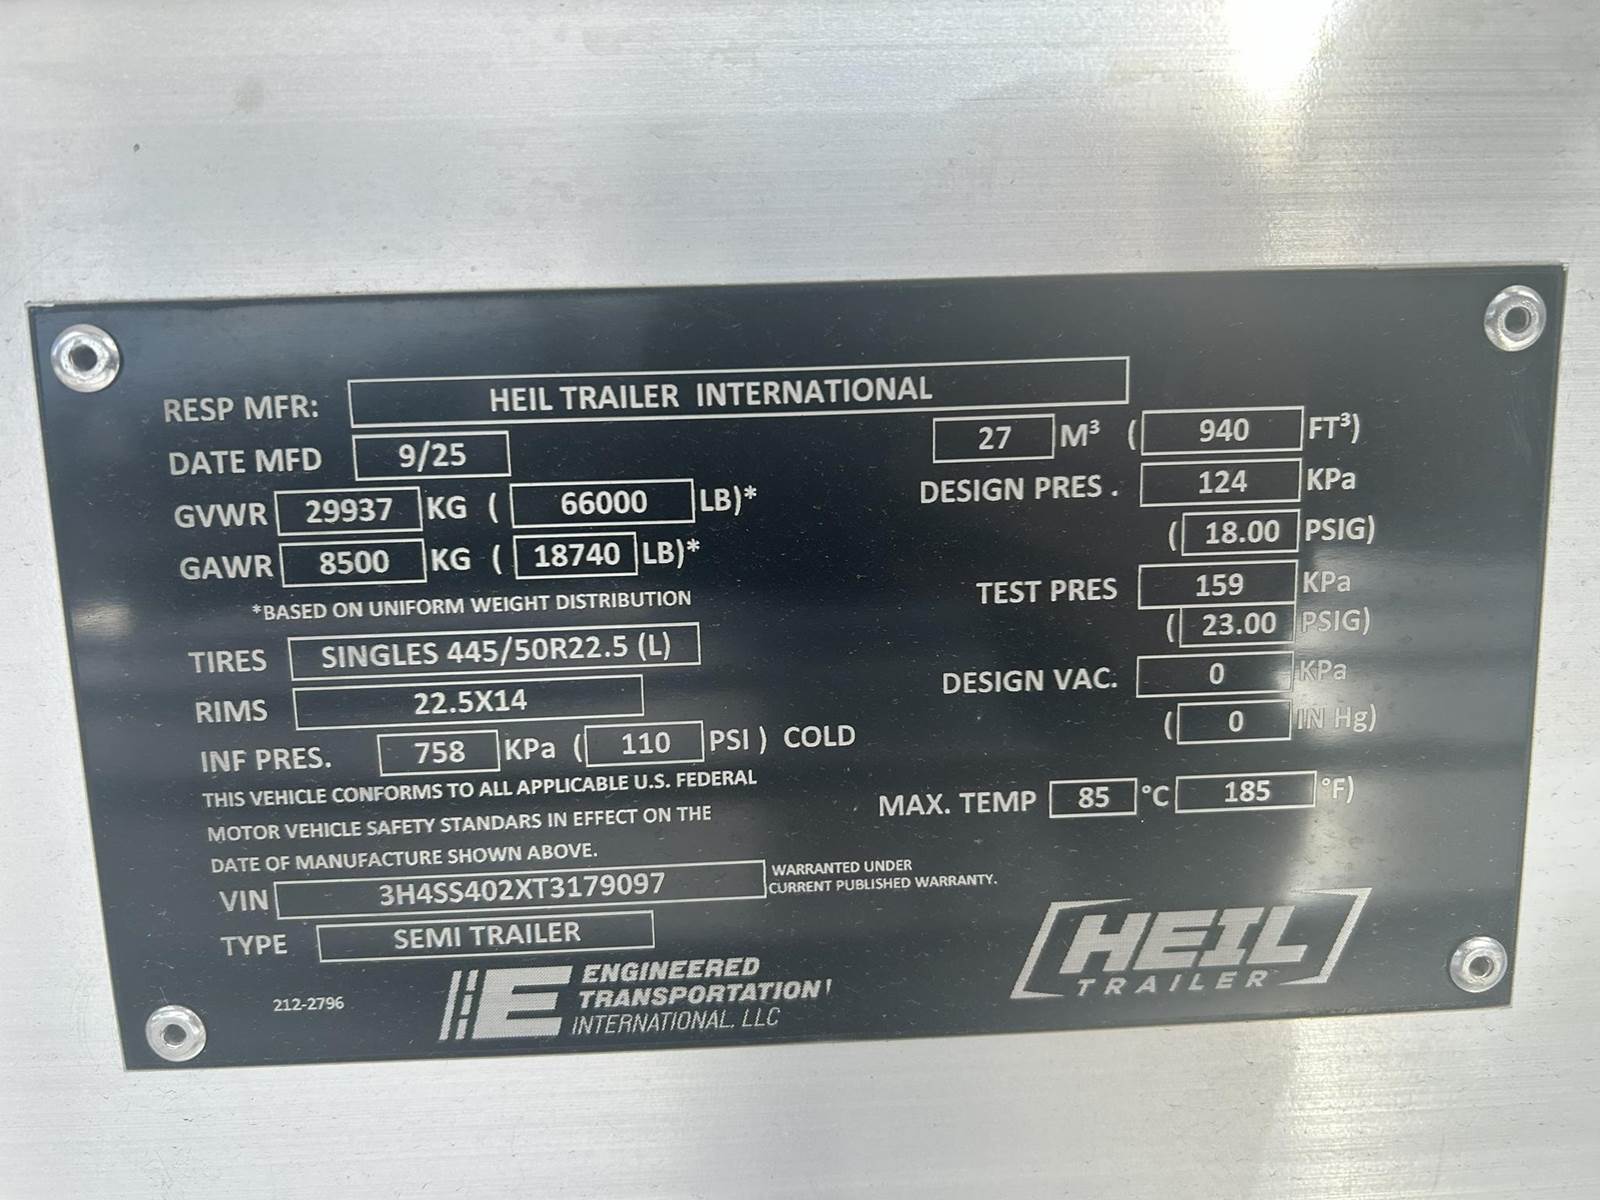 RESP MFR: HEIL TRAILER INTERNATIONAL
DATE MFD 9/25
GVWR 29937 KG ( 66000 LB)*
GAWR 8500 KG ( 18740 LB)*
*BASED ON UNIFORM WEIGHT DISTRIBUTION
TIRES SINGLES 445/50R22.5 (L)
RIMS 22.5X14
INF PRES. 758 KPa ( 110 PSI ) COLD
THIS VEHICLE CONFORMS TO ALL APPLICABLE U.S. FEDERAL
MOTOR VEHICLE SAFETY STANDARS IN EFFECT ON THE
DATE OF MANUFACTURE SHOWN ABOVE.
VIN 3H4SS402XT3179097
WARRANTED UNDER
CURRENT PUBLISHED WARRANTY.
TYPE SEMI TRAILER
27 M³ ( 940 FT³)
DESIGN PRES . 124 KPa
( 18.00 PSIG)
TEST PRES 159 KPa
( 23.00 PSIG)
DESIGN VAC. 0 KPa
( 0 IN Hg)
MAX. TEMP 85 °C 185 °F)
212-2796
E ENGINEERED
TRANSPORTATION
INTERNATIONAL, LLC
HEIL
TRAILER